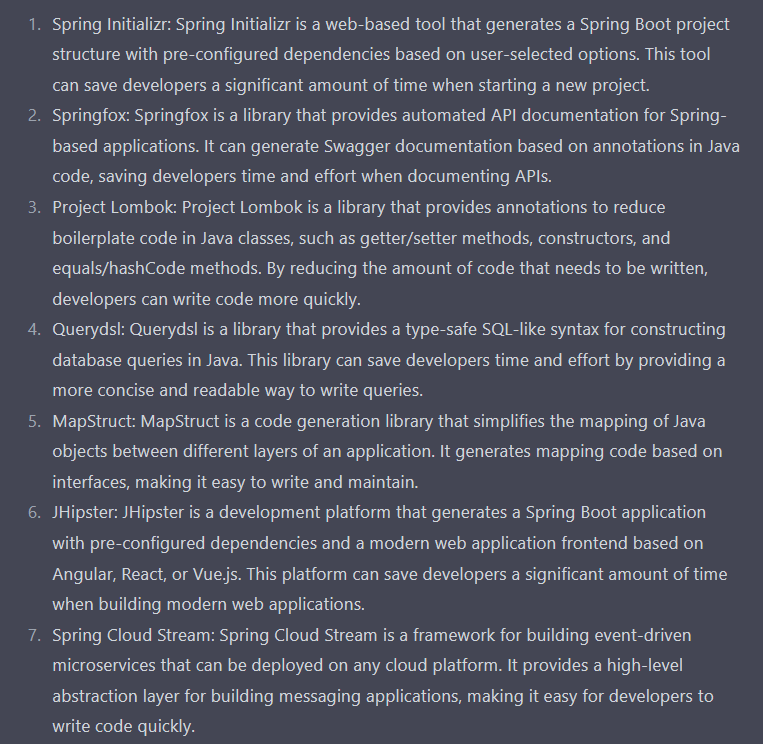 1. Spring Initializr: Spring Initializr is a web-based tool that generates a Spring Boot project
structure with pre-configured dependencies based on user-selected options. This tool
can save developers a significant amount of time when starting a new project.
2. Springfox: Springfox is a library that provides automated API documentation for Spring-
based applications. It can generate Swagger documentation based on annotations in Java
code, saving developers time and effort when documenting APIs.
3. Project Lombok: Project Lombok is a library that provides annotations to reduce
boilerplate code in Java classes, such as getter/setter methods, constructors, and
equals/hashCode methods. By reducing the amount of code that needs to be written,
developers can write code more quickly.
4. Querydsl: Querydsl is a library that provides a type-safe SQL-like syntax for constructing
database queries in Java. This library can save developers time and effort by providing a
more concise and readable way to write queries.
5. MapStruct: MapStruct is a code generation library that simplifies the mapping of Java
objects between different layers of an application. It generates mapping code based on
interfaces, making it easy to write and maintain.
6. JHipster: JHipster is a development platform that generates a Spring Boot application
with pre-configured dependencies and a modern web application frontend based on
Angular, React, or Vue.js. This platform can save developers a significant amount of time
when building modern web applications.
7. Spring Cloud Stream: Spring Cloud Stream is a framework for building event-driven
microservices that can be deployed on any cloud platform. It provides a high-level
abstraction layer for building messaging applications, making it easy for developers to
write code quickly.